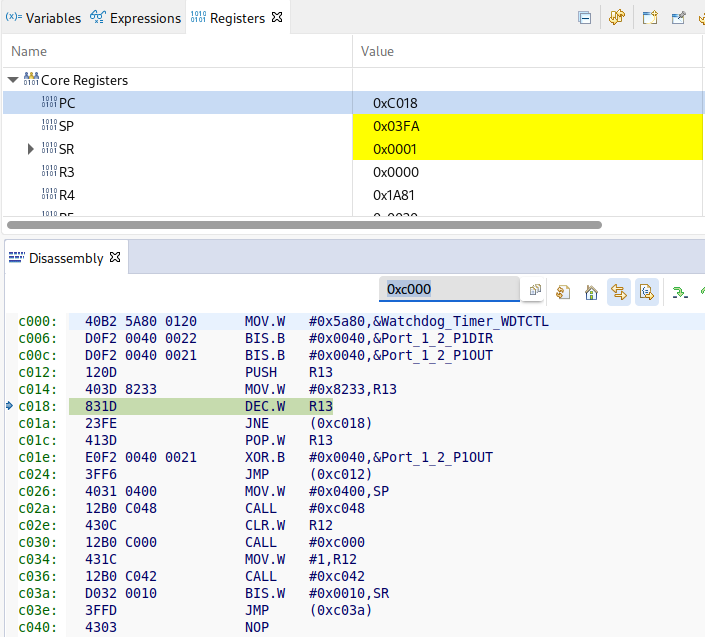 (x)= Variables Expressions Registers
Name Value
Core Registers
PC 0xC018
SP 0x03FA
SR 0x0001
R3 0x0000
R4 0x1A81
Disassembly
0xc000
c000: 40B2 5A80 0120 MOV.W #0x5a80,&Watchdog_Timer_WDTCTL
c006: D0F2 0040 0022 BIS.B #0x0040,&Port_1_2_P1DIR
c00c: D0F2 0040 0021 BIS.B #0x0040,&Port_1_2_P1OUT
c012: 120D PUSH R13
c014: 403D 8233 MOV.W #0x8233,R13
c018: 831D DEC.W R13
c01a: 23FE JNE (0xc018)
c01c: 413D POP.W R13
c01e: E0F2 0040 0021 XOR.B #0x0040,&Port_1_2_P1OUT
c024: 3FF6 JMP (0xc012)
c026: 4031 0400 MOV.W #0x0400,SP
c02a: 12B0 C048 CALL #0xc048
c02e: 430C CLR.W R12
c030: 12B0 C000 CALL #0xc000
c034: 431C MOV.W #1,R12
c036: 12B0 C042 CALL #0xc042
c03a: D032 0010 BIS.W #0x0010,SR
c03e: 3FFD JMP (0xc03a)
c040: 4303 NOP